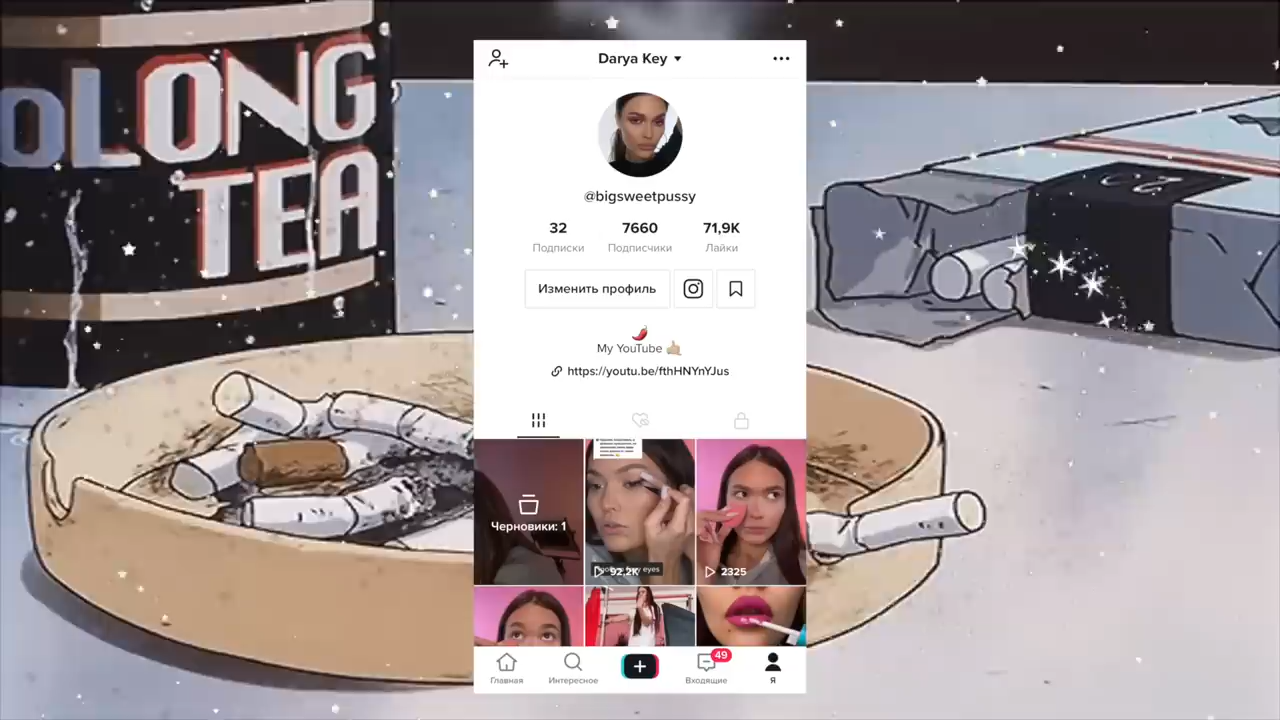 OLONG
TEA
Darya Key
@bigsweetpussy
32
7660
71,9K
Подписки
Подписчики
Лайки
Изменить профиль
My YouTube
https://youtu.be/fthHNYnYJus
Черновики: 1
92,2K
2325
49
Главная
Интересное
Входящие
Я